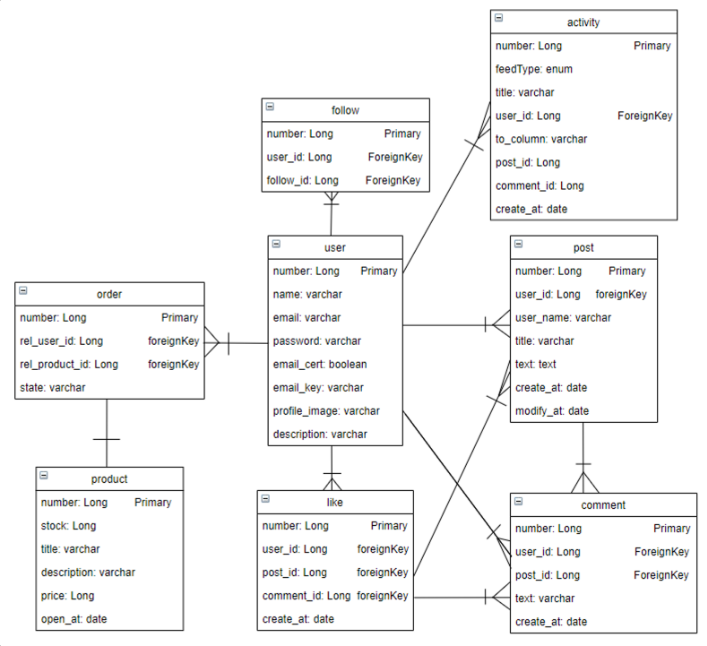 activity
number: Long Primary
feedType: enum
title: varchar
user_id: Long ForeignKey
to_column: varchar
post_id: Long
comment_id: Long
create_at: date
follow
number: Long Primary
user_id: Long ForeignKey
follow_id: Long ForeignKey
user
number: Long Primary
name: varchar
email: varchar
password: varchar
email_cert: boolean
email_key: varchar
profile_image: varchar
description: varchar
post
number: Long Primary
user_id: Long foreignKey
user_name: varchar
title: varchar
text: text
create_at: date
modify_at: date
order
number: Long Primary
rel_user_id: Long foreignKey
rel_product_id: Long foreignKey
state: varchar
product
number: Long Primary
stock: Long
title: varchar
description: varchar
price: Long
open_at: date
like
number: Long Primary
user_id: Long foreignKey
post_id: Long foreignKey
comment_id: Long foreignKey
create_at: date
comment
number: Long Primary
user_id: Long ForeignKey
post_id: Long ForeignKey
text: varchar
create_at: date